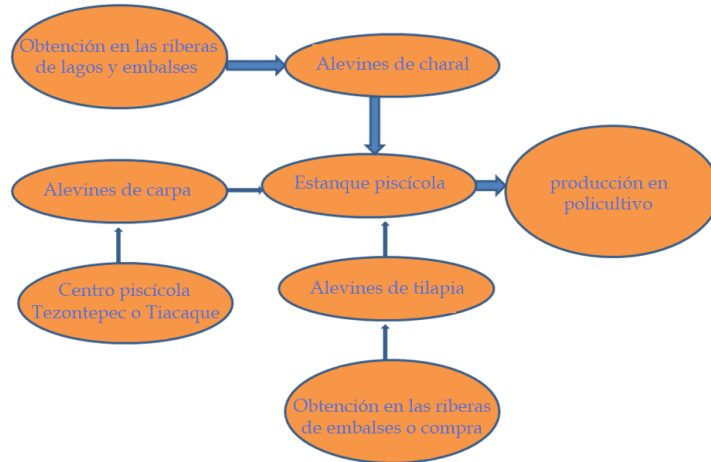 Obtención en las riberas
de lagos y embalses
Alevines de charal
Alevines de carpa
Estanque piscícola
producción en
policultivo
Centro piscícola
Tezontepec o Tiacaque
Alevines de tilapia
Obtención en las riberas
de embalses o compra